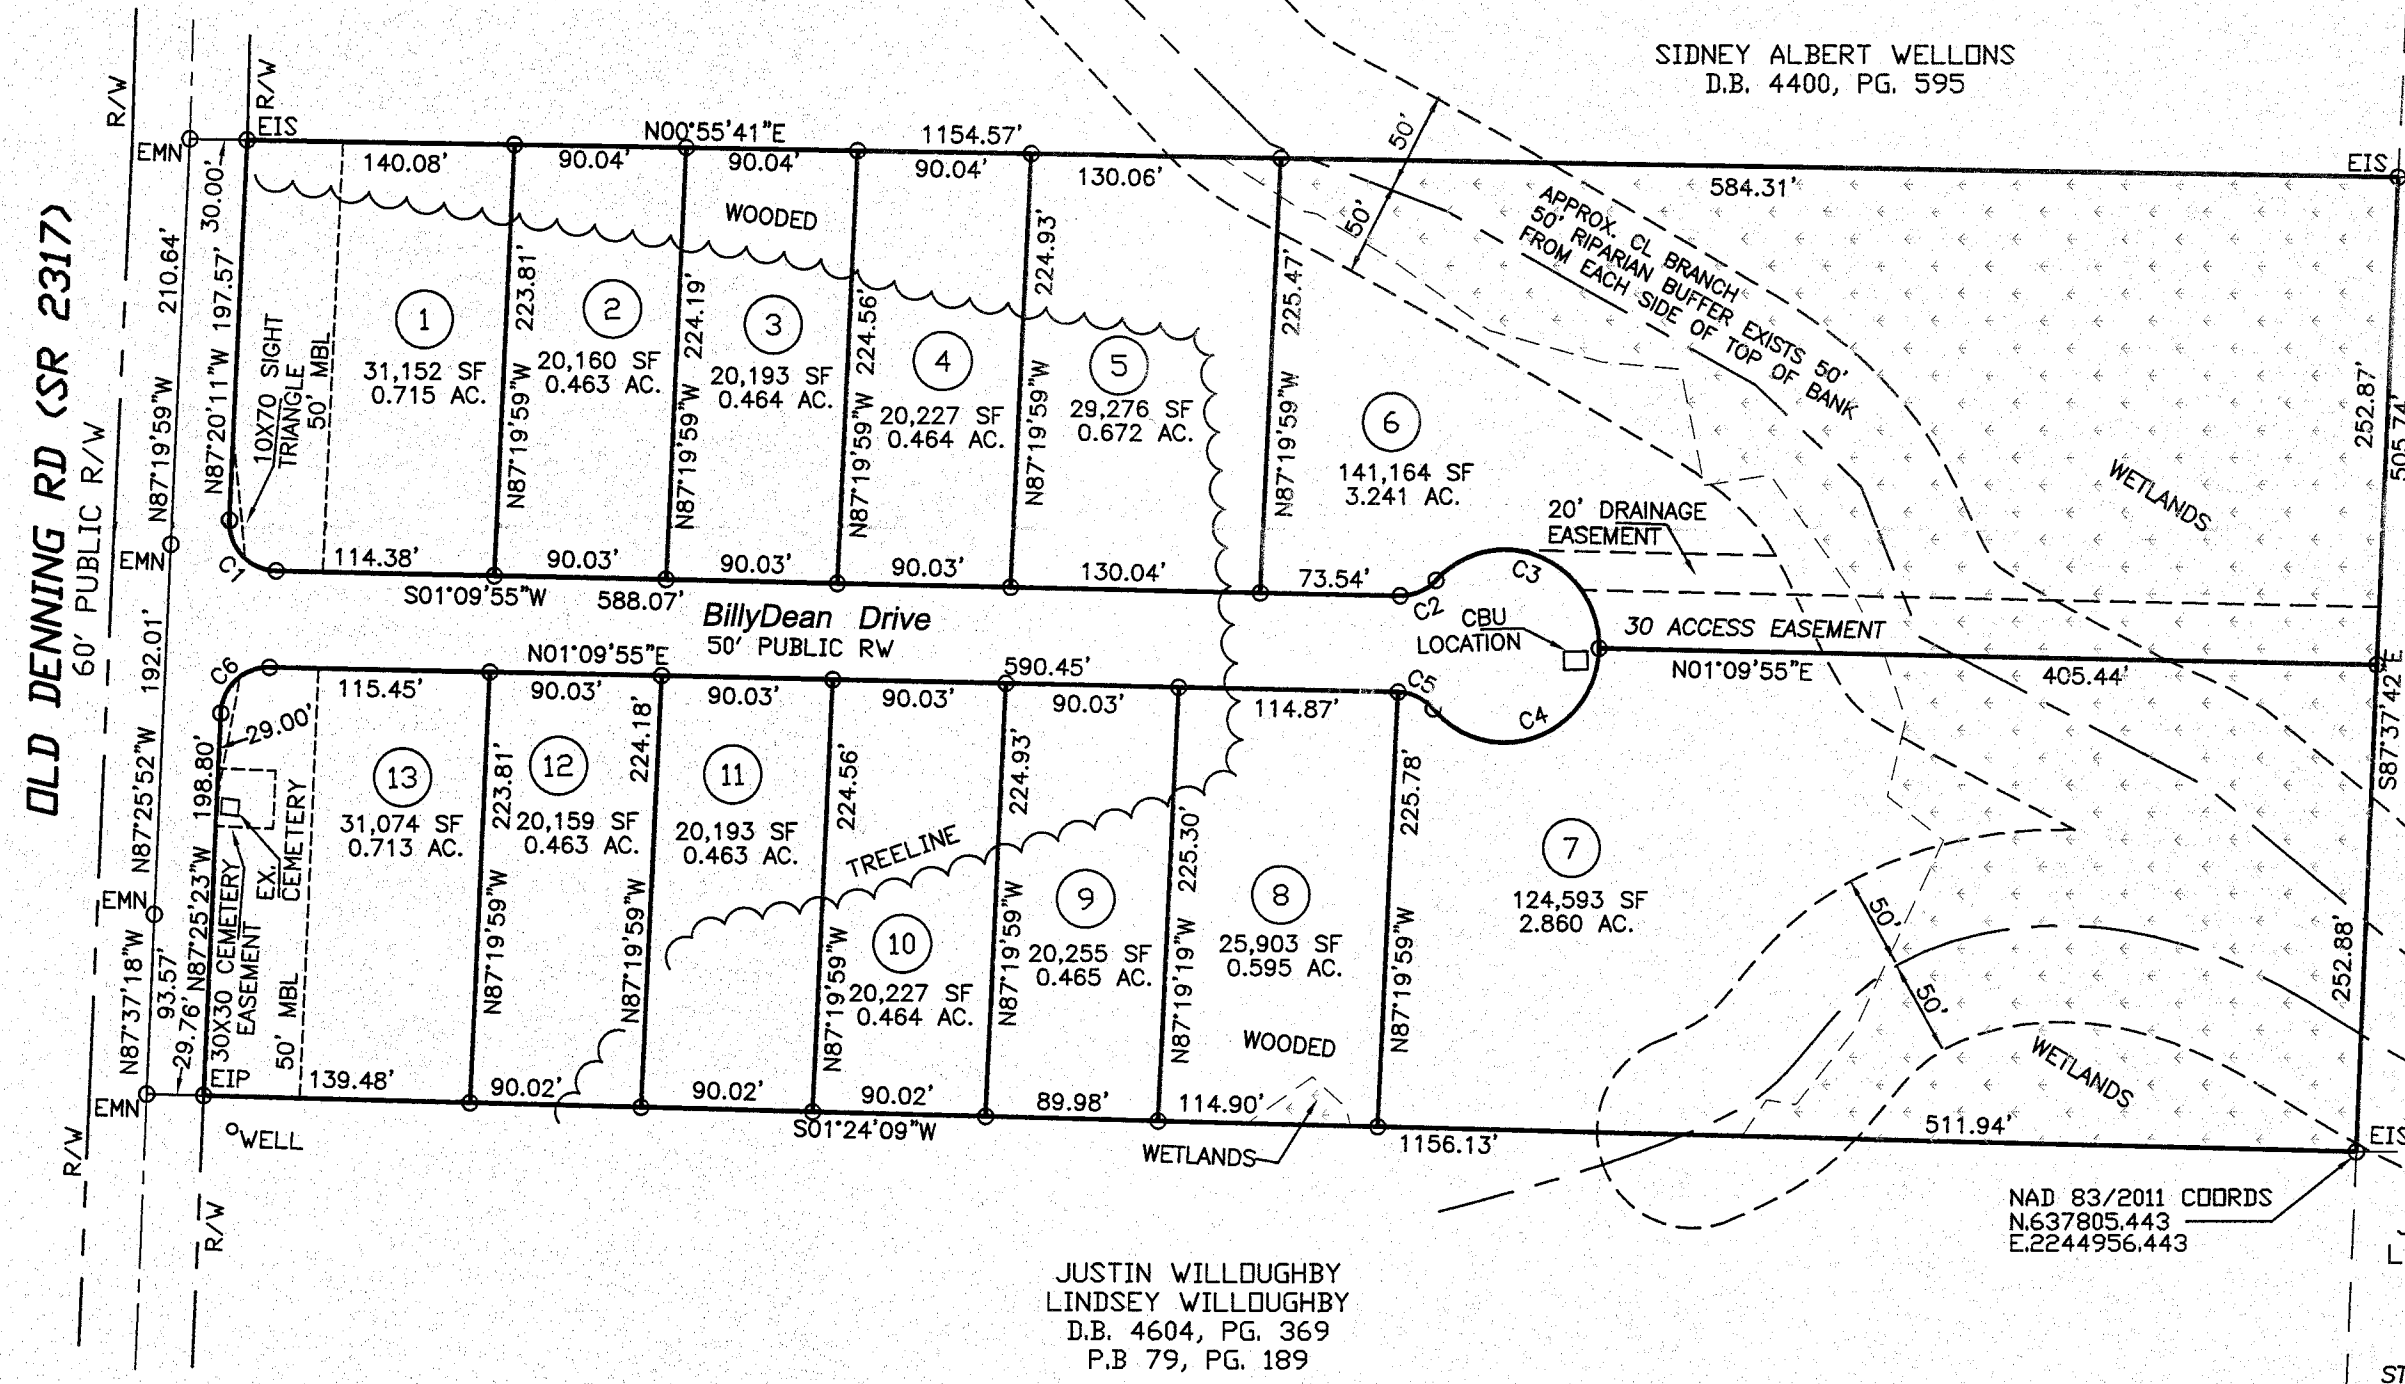 SIDNEY ALBERT WELLONS
D.B. 4400, PG. 595
R/W
R/W
EIS
EMN
N00°55'41"E
1154.57'
140.08'
90.04'
90.04'
90.04'
130.06'
584.31'
EIS
30.00'
210.64'
N87°19'59"W
197.57'
N87°20'11"W
OLD DENNING RD (SR 2317)
60' PUBLIC R/W
10X70 SIGHT
TRIANGLE
50' MBL
WOODED
50'
50'
APPROX. CL BRANCH
50' RIPARIAN BUFFER EXISTS 50'
FROM EACH SIDE OF TOP OF BANK
1
31,152 SF
0.715 AC.
223.81'
N87°19'59"W
2
20,160 SF
0.463 AC.
224.19'
N87°19'59"W
3
20,193 SF
0.464 AC.
224.56'
N87°19'59"W
4
20,227 SF
0.464 AC.
224.93'
N87°19'59"W
5
29,276 SF
0.672 AC.
225.47'
N87°19'59"W
6
141,164 SF
3.241 AC.
WETLANDS
252.87'
505.74'
20' DRAINAGE
EASEMENT
EMN
C1
114.38'
90.03'
90.03'
90.03'
130.04'
73.54'
C2
C3
S01°09'55"W
588.07'
BillyDean Drive
50' PUBLIC RW
CBU
LOCATION
30 ACCESS EASEMENT
N01°09'55"E
405.44'
S87°37'42"E
192.01'
N87°25'52"W
C6
N01°09'55"E
590.45'
115.45'
90.03'
90.03'
90.03'
90.03'
114.87'
C5
C4
29.00'
198.80'
N87°25'23"W
30X30 CEMETERY
EASEMENT
EX.
CEMETERY
50' MBL
13
31,074 SF
0.713 AC.
223.81'
N87°19'59"W
12
20,159 SF
0.463 AC.
224.18'
N87°19'59"W
11
20,193 SF
0.463 AC.
224.56'
N87°19'59"W
TREELINE
10
20,227 SF
0.464 AC.
224.93'
N87°19'59"W
9
20,255 SF
0.465 AC.
225.30'
N87°19'19"W
8
25,903 SF
0.595 AC.
225.78'
N87°19'59"W
7
124,593 SF
2.860 AC.
WOODED
50'
50'
WETLANDS
252.88'
EMN
N87°37'18"W
93.57'
29.76'
EIP
EMN
139.48'
90.02'
90.02'
90.02'
89.98'
114.90'
S01°24'09"W
1156.13'
511.94'
EIS
WELL
WETLANDS
R/W
R/W
NAD 83/2011 COORDS
N.637805.443
E.2244956.443
L
JUSTIN WILLOUGHBY
LINDSEY WILLOUGHBY
D.B. 4604, PG. 369
P.B 79, PG. 189
ST